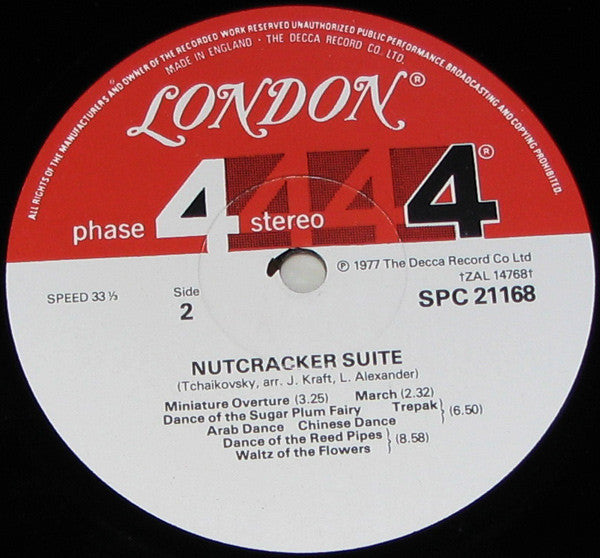 ALL RIGHTS OF THE MANUFACTURERS AND OWNER OF THE RECORDED WORK RESERVED UNAUTHORIZED PUBLIC PERFORMANCE, BROADCASTING AND COPYING PROHIBITED.
MADE IN ENGLAND · THE DECCA RECORD CO. LTD.
LONDON®
phase 4 stereo 4 4 4®
℗ 1977 The Decca Record Co Ltd
†ZAL 14768†
SPC 21168
SPEED 33⅓
Side
2
NUTCRACKER SUITE
(Tchaikovsky, arr. J. Kraft, L. Alexander)
Miniature Overture (3.25) March (2.32)
Dance of the Sugar Plum Fairy Trepak
Arab Dance Chinese Dance } (6.50)
Dance of the Reed Pipes
Waltz of the Flowers } (8.58)